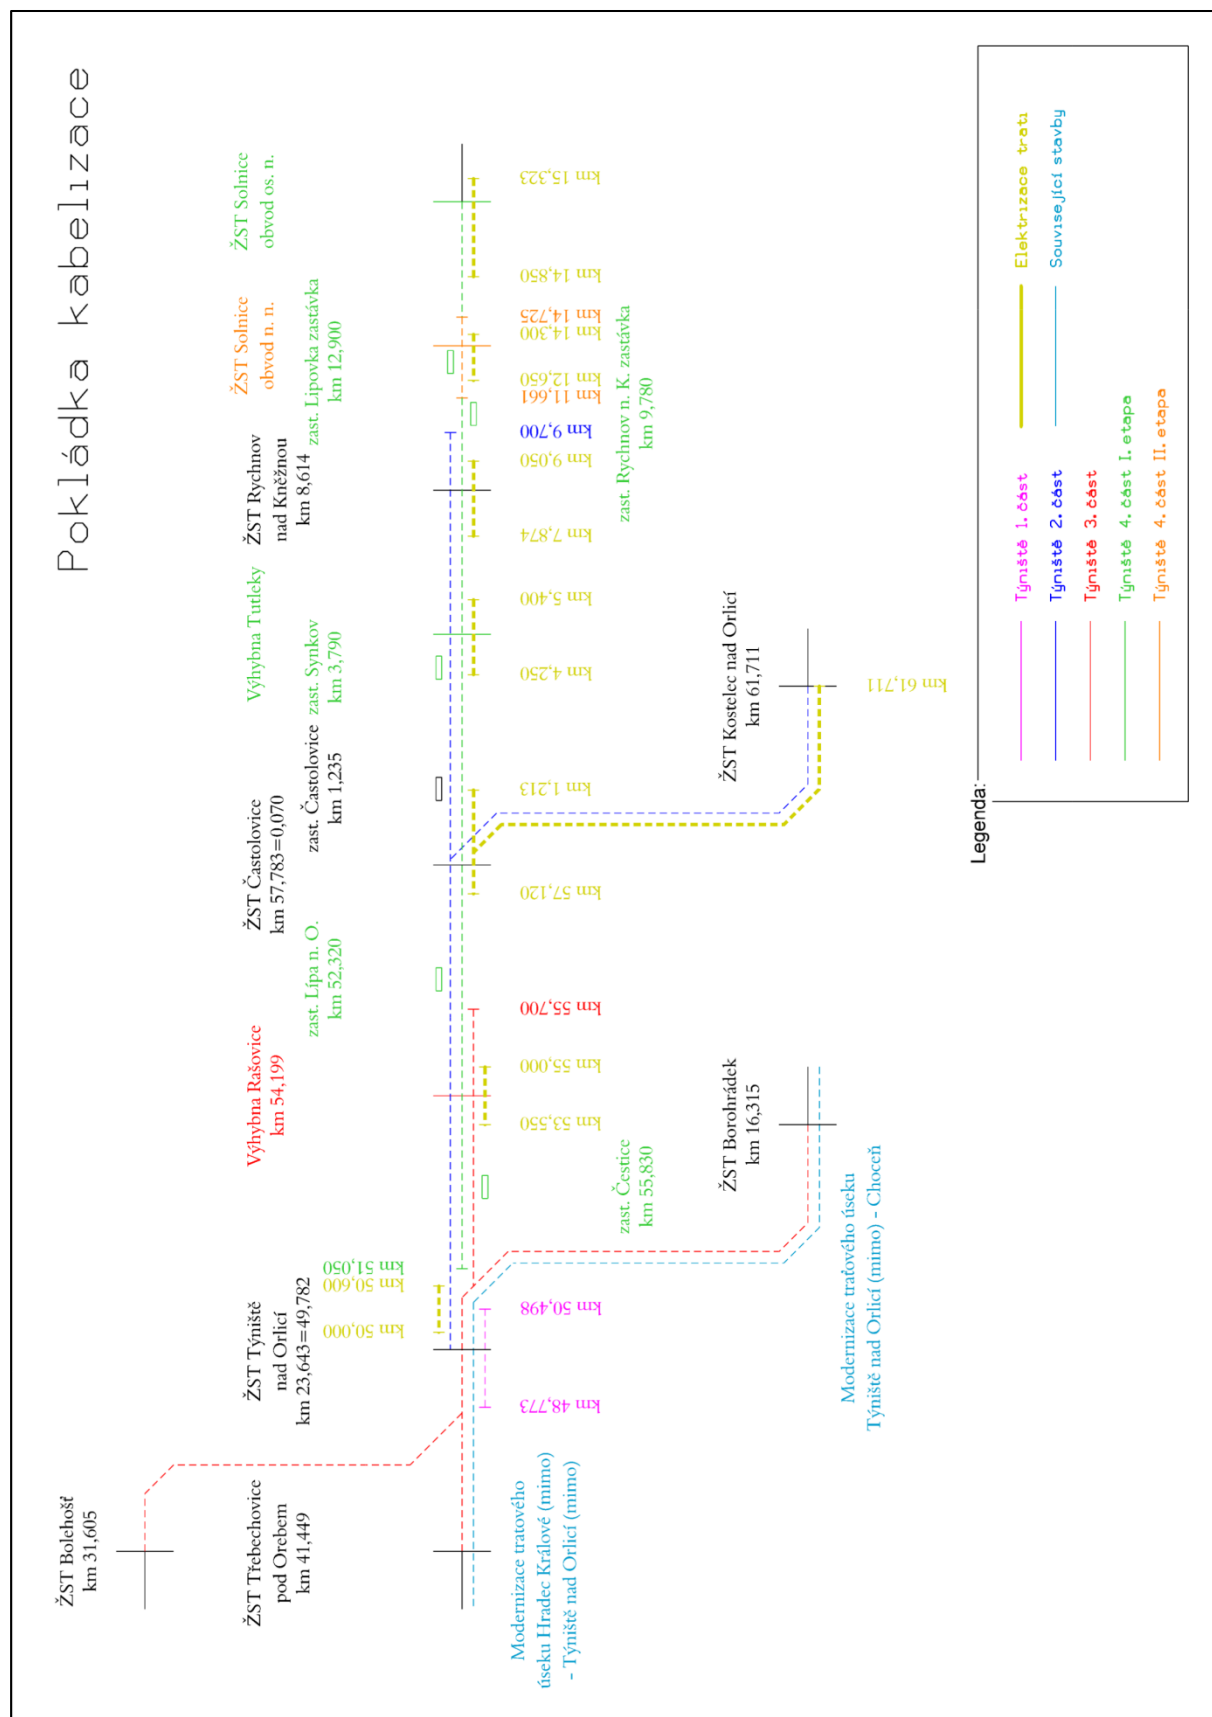 Pokládka kabelizace
ŽST Bolehošť
km 31,605
ŽST Třebechovice
pod Orebem
km 41,449
ŽST Týniště
nad Orlicí
km 23,643=49,782
Výhybna Rašovice
km 54,199
zast. Lípa n. O.
km 52,320
ŽST Častolovice
km 57,783=0,070
zast. Častolovice
km 1,235
Výhybna Tutleky
zast. Synkov
km 3,790
ŽST Rychnov
nad Kněžnou
km 8,614
ŽST Solnice
obvod n. n.
zast. Lipovka zastávka
km 12,900
ŽST Solnice
obvod os. n.
km 50,000
km 50,600
km 51,050
km 48,773
km 50,498
km 53,550
km 55,000
km 55,700
km 57,120
km 1,213
km 4,250
km 5,400
km 7,874
km 9,050
km 9,700
km 11,661
km 12,650
km 14,300
km 14,725
km 14,850
km 15,323
Modernizace tratového
úseku Hradec Králové (mimo)
- Týniště nad Orlicí (mimo)
zast. Čestice
km 55,830
zast. Rychnov n. K. zastávka
km 9,780
ŽST Borohrádek
km 16,315
ŽST Kostelec nad Orlicí
km 61,711
km 61,711
Modernizace traťového úseku
Týniště nad Orlicí (mimo) - Choceň
Legenda:
Týniště 1. část
Týniště 2. část
Týniště 3. část
Týniště 4. část I. etapa
Týniště 4. část II. etapa
Elektrizace trati
Související stavby